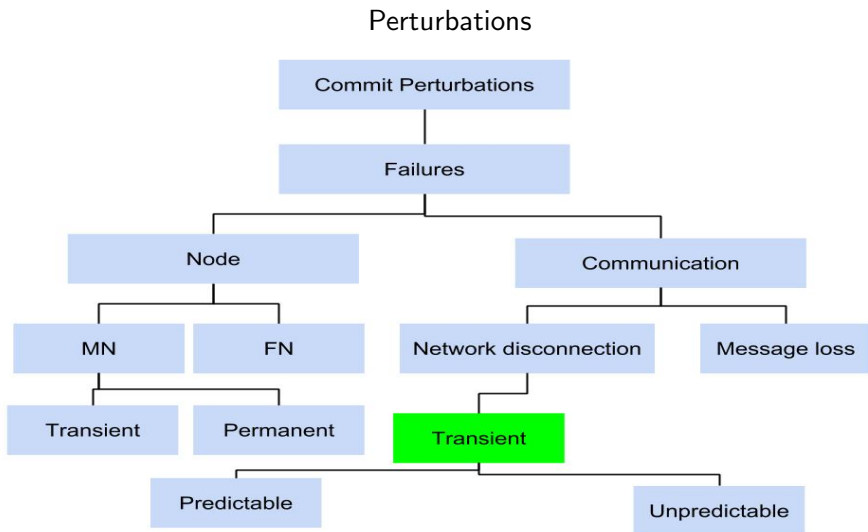 Perturbations
Commit Perturbations
Failures
Node
Communication
MN
FN
Network disconnection
Message loss
Transient
Permanent
Transient
Predictable
Unpredictable